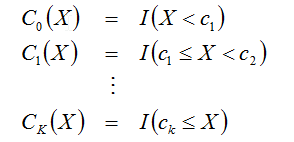 C₀(X) = I(X < c₁)
C₁(X) = I(c₁ ≤ X < c₂)
⋮
C_K(X) = I(c_k ≤ X)